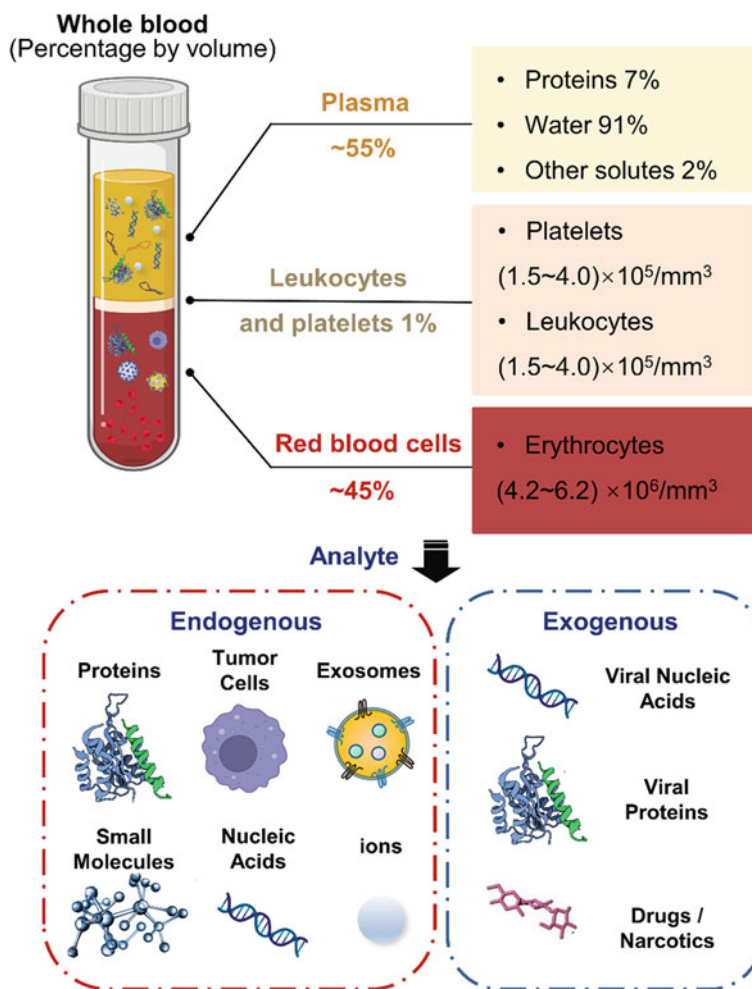 Whole blood
(Percentage by volume)
Plasma
~55%
• Proteins 7%
• Water 91%
• Other solutes 2%
Leukocytes
and platelets 1%
• Platelets
(1.5~4.0)×10⁵/mm³
• Leukocytes
(1.5~4.0)×10⁵/mm³
Red blood cells
~45%
• Erythrocytes
(4.2~6.2) ×10⁶/mm³
Analyte
Endogenous
Proteins
Tumor
Cells
Exosomes
Small
Molecules
Nucleic
Acids
ions
Exogenous
Viral Nucleic
Acids
Viral
Proteins
Drugs /
Narcotics